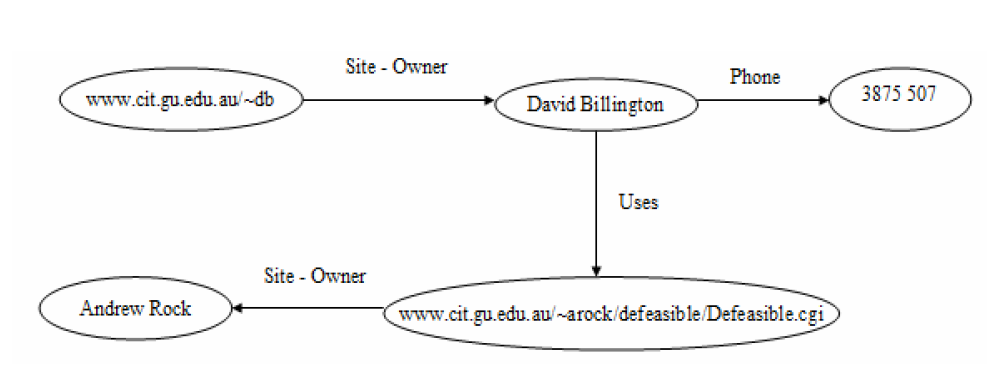 Site - Owner
Phone
www.cit.gu.edu.au/~db
David Billington
3875 507
Uses
Site - Owner
Andrew Rock
www.cit.gu.edu.au/~arock/defeasible/Defeasible.cgi